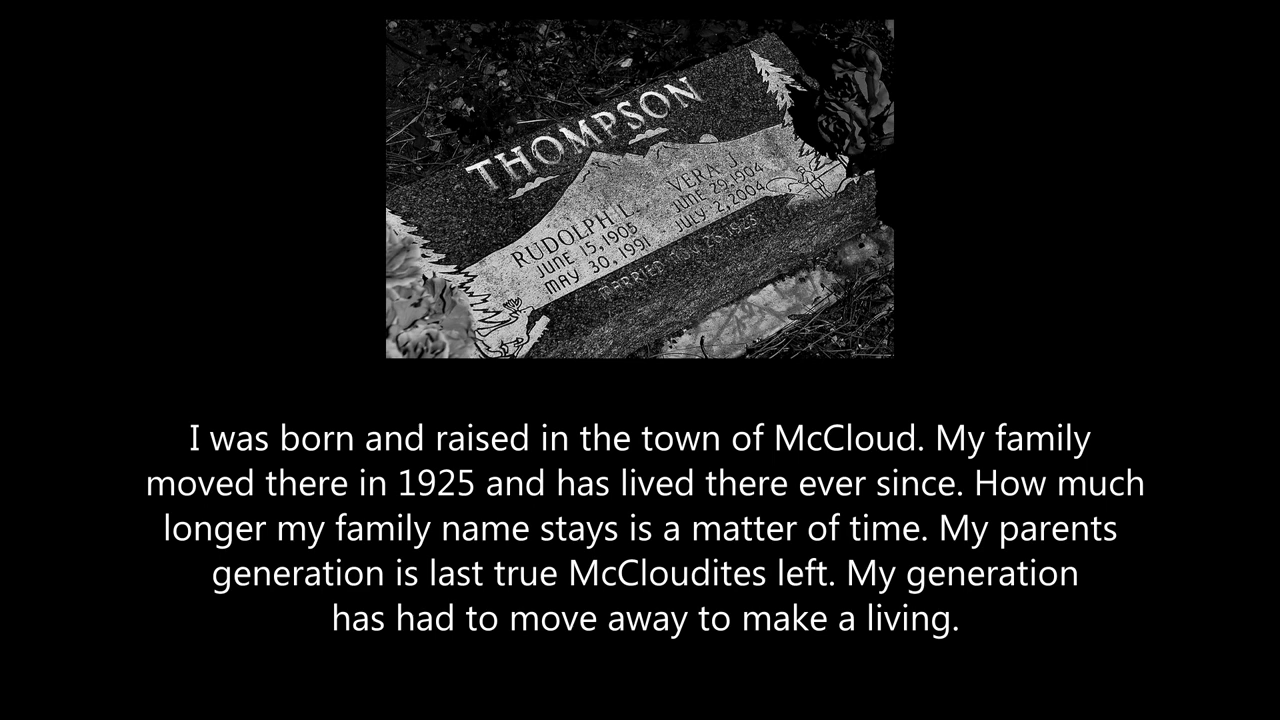 THOMPSON
RUDOLPH L.
JUNE 15, 1905
MAY 30, 1991
VERA J.
JUNE 29, 1904
JULY 2, 2004
MARRIED
I was born and raised in the town of McCloud. My family
moved there in 1925 and has lived there ever since. How much
longer my family name stays is a matter of time. My parents
generation is last true McCloudites left. My generation
has had to move away to make a living.